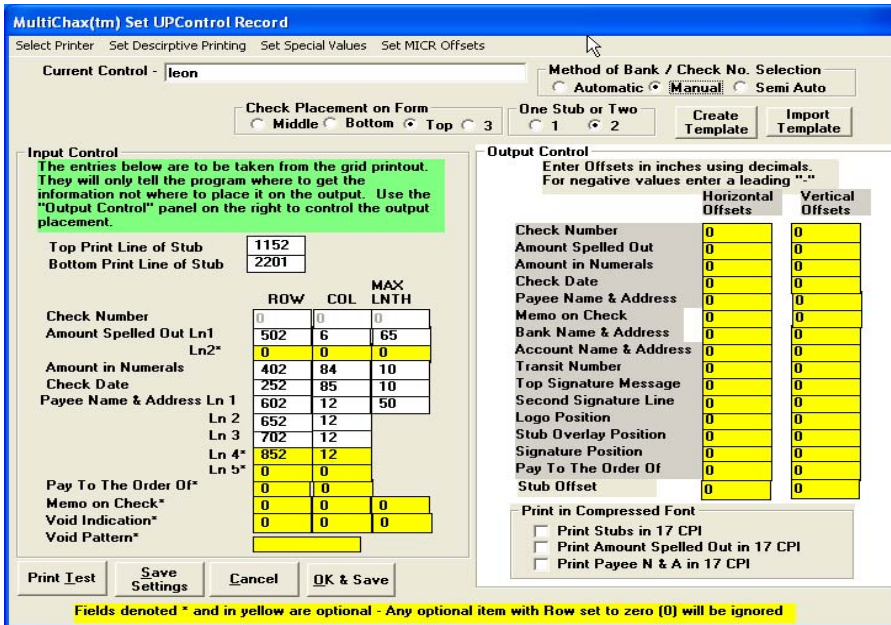 MultiChax(tm) Set UPControl Record
Select Printer Set Descirptive Printing Set Special Values Set MICR Offsets
Current Control - leon
Method of Bank / Check No. Selection
Automatic Manual Semi Auto
Check Placement on Form
Middle Bottom Top 3
One Stub or Two
1 2
Create Template
Import Template
Input Control
The entries below are to be taken from the grid printout.
They will only tell the program where to get the
information not where to place it on the output. Use the
"Output Control" panel on the right to control the output
placement.
Top Print Line of Stub 1152
Bottom Print Line of Stub 2201
ROW COL MAX LNTH
Check Number 0 0 0
Amount Spelled Out Ln1 502 6 65
Ln2* 0 0 0
Amount in Numerals 402 84 10
Check Date 252 85 10
Payee Name & Address Ln 1 602 12 50
Ln 2 652 12
Ln 3 702 12
Ln 4* 852 12
Ln 5* 0 0
Pay To The Order Of* 0 0
Memo on Check* 0 0 0
Void Indication* 0 0 0
Void Pattern*
Print Test
Save Settings
Cancel
OK & Save
Output Control
Enter Offsets in inches using decimals.
For negative values enter a leading "-"
Horizontal Offsets
Vertical Offsets
Check Number 0 0
Amount Spelled Out 0 0
Amount in Numerals 0 0
Check Date 0 0
Payee Name & Address 0 0
Memo on Check 0 0
Bank Name & Address 0 0
Account Name & Address 0 0
Transit Number 0 0
Top Signature Message 0 0
Second Signature Line 0 0
Logo Position 0 0
Stub Overlay Position 0 0
Signature Position 0 0
Pay To The Order Of 0 0
Stub Offset 0 0
Print in Compressed Font
Print Stubs in 17 CPI
Print Amount Spelled Out in 17 CPI
Print Payee N & A in 17 CPI
Fields denoted * and in yellow are optional - Any optional item with Row set to zero (0) will be ignored